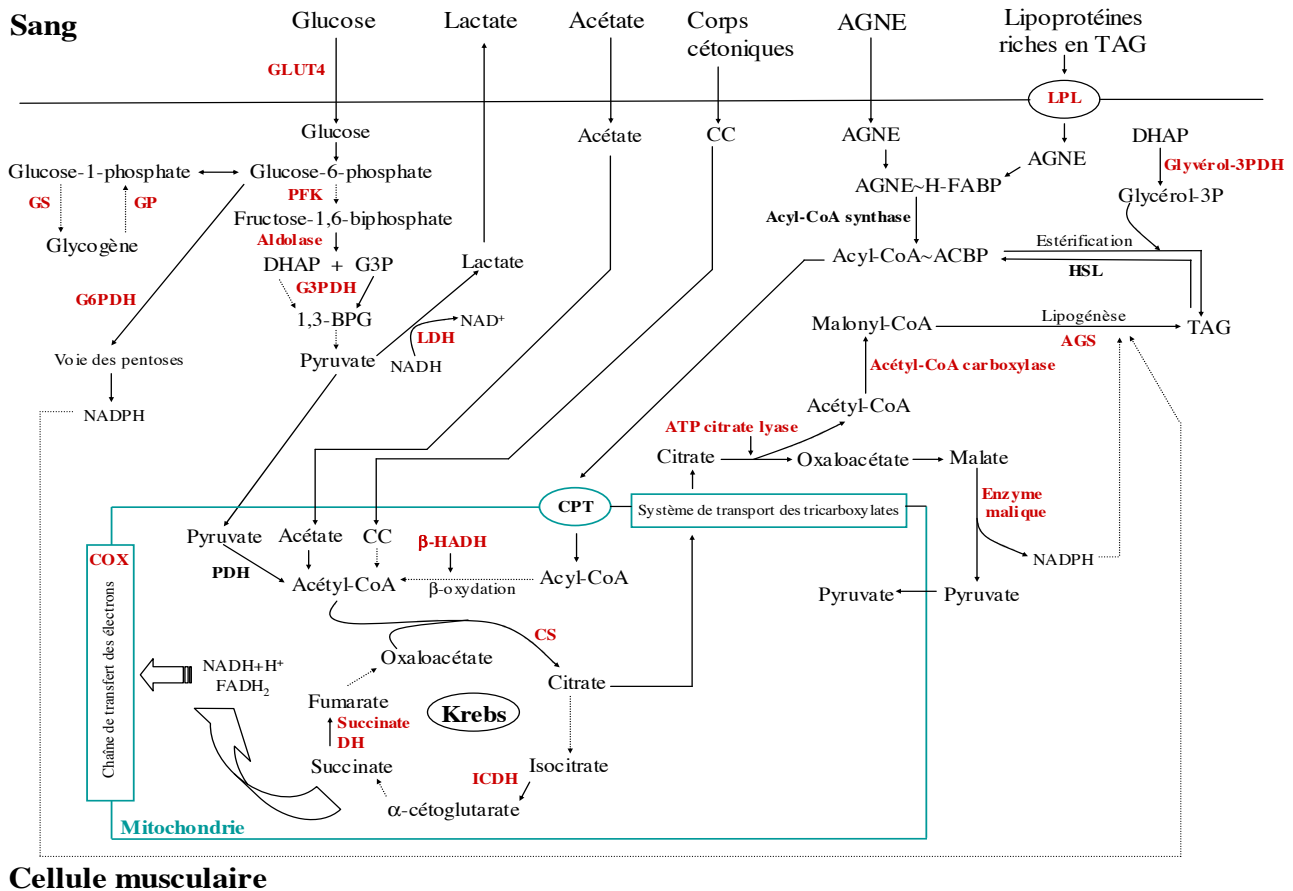 Sang
Glucose
Lactate
Acétate
Corps
cétoniques
AGNE
Lipoprotéines
riches en TAG
GLUT4
LPL
Glucose
Acétate
CC
AGNE
AGNE
DHAP
Glyvérol-3PDH
Glycérol-3P
Glucose-1-phosphate
Glucose-6-phosphate
GS
GP
PFK
Glycogène
Fructose-1,6-biphosphate
Aldolase
DHAP + G3P
G3PDH
1,3-BPG
Lactate
AGNE~H-FABP
Acyl-CoA synthase
Acyl-CoA~ACBP
Estérification
HSL
G6PDH
Voie des pentoses
NADPH
Pyruvate
LDH
NAD+
NADH
Malonyl-CoA
Lipogénèse
AGS
TAG
Acétyl-CoA carboxylase
Acétyl-CoA
ATP citrate lyase
Citrate
Oxaloacétate
Malate
CPT
Système de transport des tricarboxylates
Enzyme
malique
NADPH
Pyruvate
Pyruvate
COX
Chaîne de transfert des électrons
Pyruvate
Acétate
CC
PDH
Acétyl-CoA
β-HADH
β-oxydation
Acyl-CoA
CS
Oxaloacétate
Citrate
NADH+H+
FADH2
Fumarate
Krebs
Succinate
DH
Succinate
ICDH
Isocitrate
α-cétoglutarate
Mitochondrie
Cellule musculaire